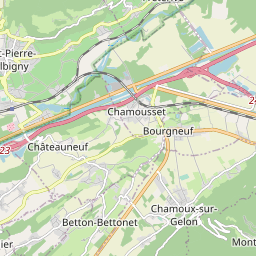 t-Pierre-
lbigny
24
Chamousset
Bourgneuf
23
Châteauneuf
Chamoux-sur-
Gelon
Betton-Bettonet
ier
Mont